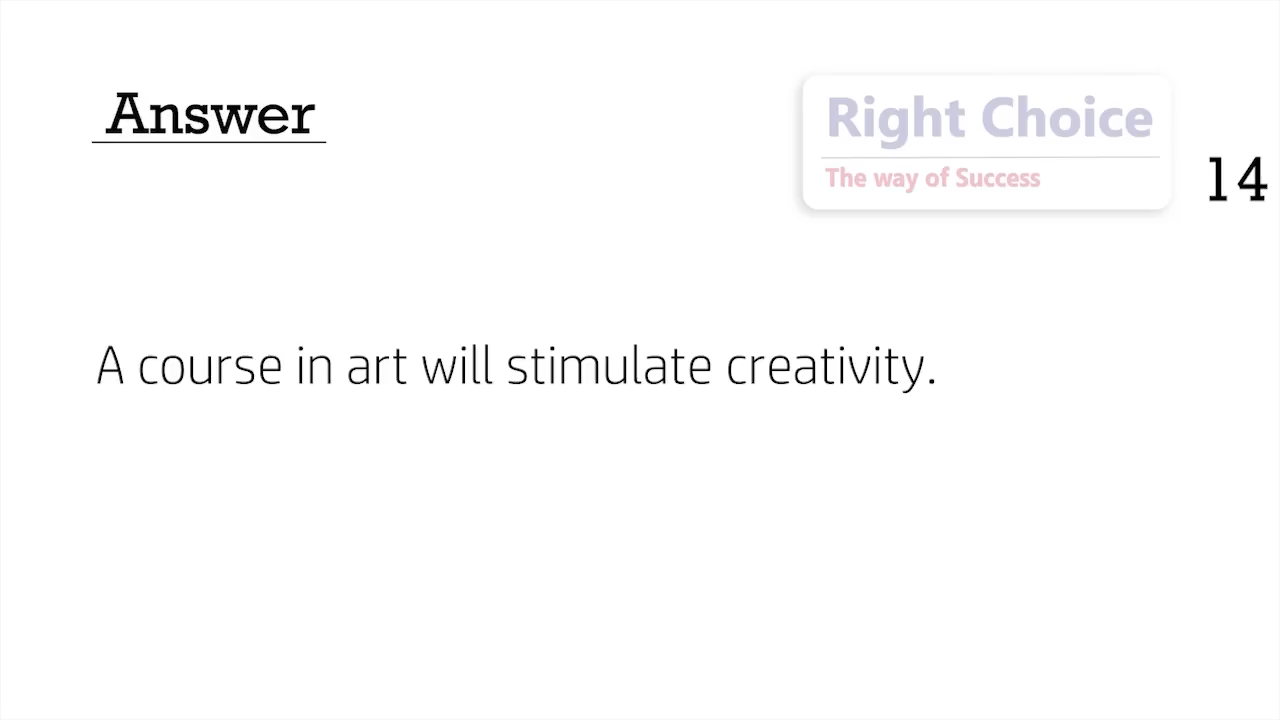 Answer
Right Choice
The way of Success
14
A course in art will stimulate creativity.